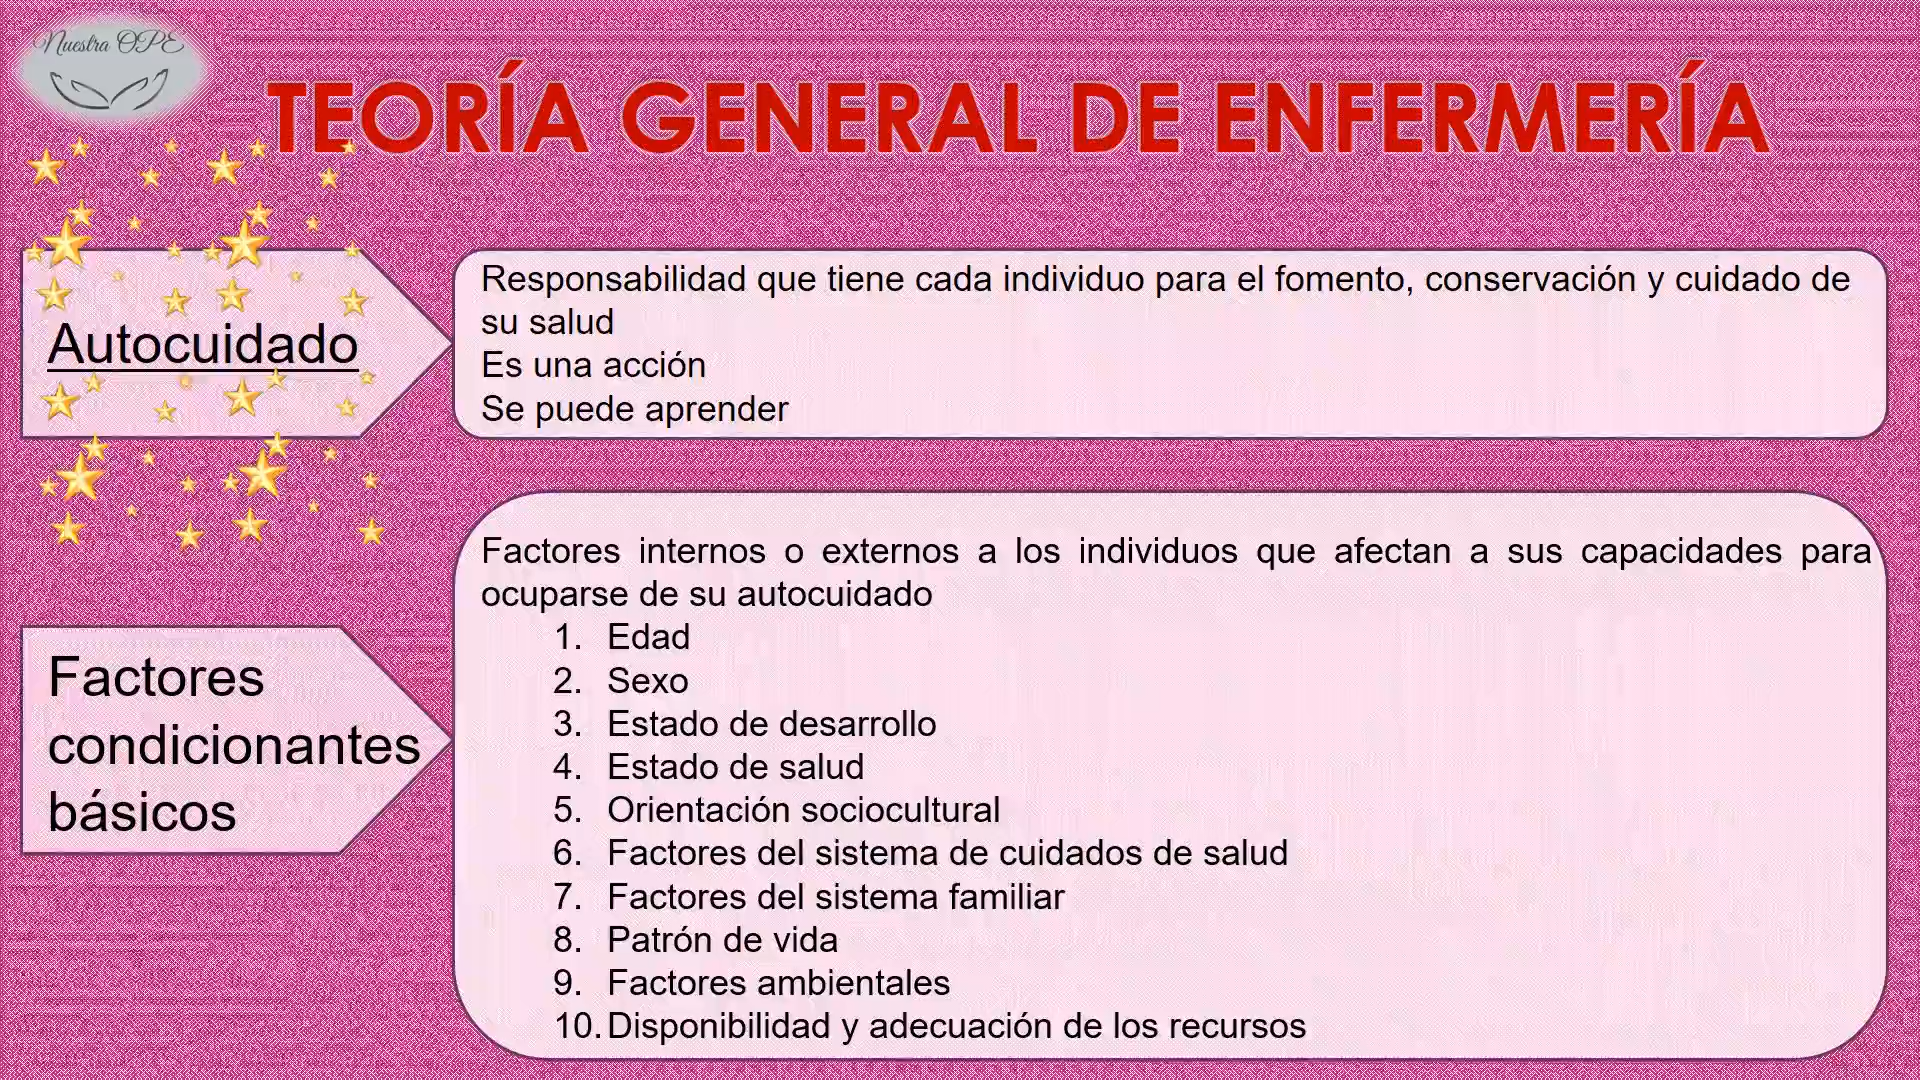 Nuestra OPE
TEORÍA GENERAL DE ENFERMERÍA
Autocuidado
Responsabilidad que tiene cada individuo para el fomento, conservación y cuidado de
su salud
Es una acción
Se puede aprender
Factores
condicionantes
básicos
Factores internos o externos a los individuos que afectan a sus capacidades para
ocuparse de su autocuidado
1. Edad
2. Sexo
3. Estado de desarrollo
4. Estado de salud
5. Orientación sociocultural
6. Factores del sistema de cuidados de salud
7. Factores del sistema familiar
8. Patrón de vida
9. Factores ambientales
10. Disponibilidad y adecuación de los recursos